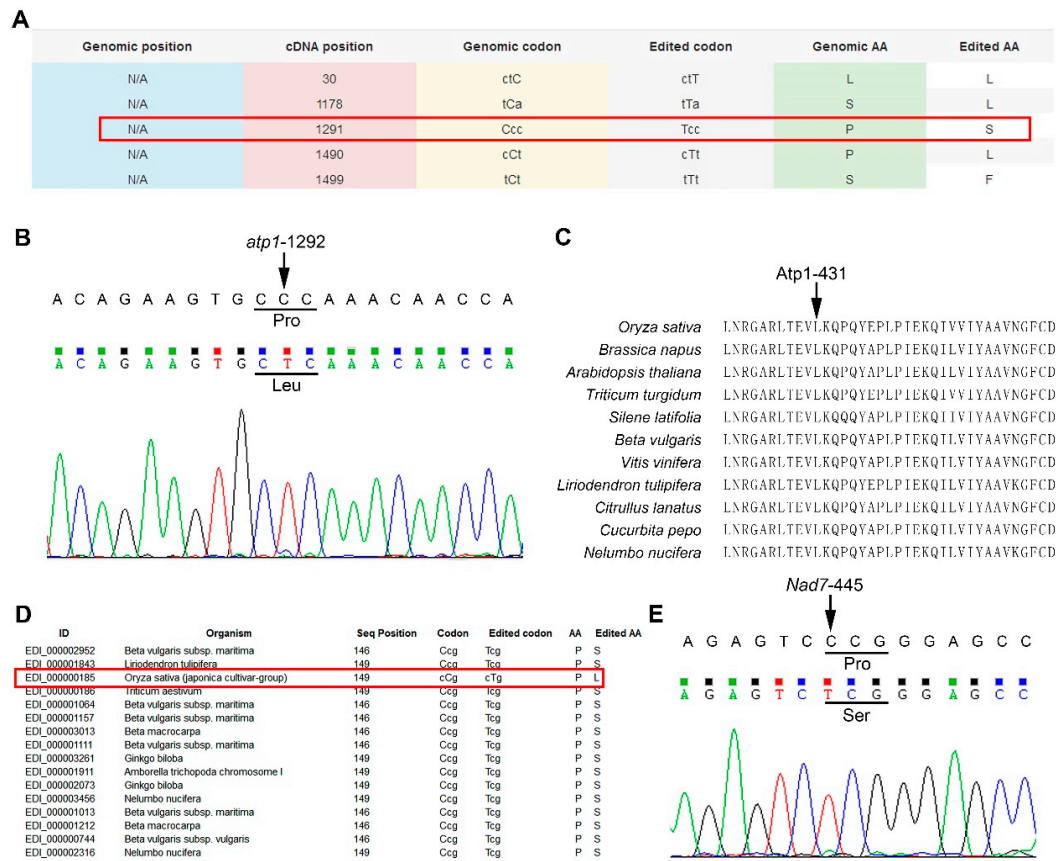 A
Genomic position cDNA position Genomic codon Edited codon Genomic AA Edited AA
N/A 30 ctC ctT L L
N/A 1178 tCa tTa S L
N/A 1291 Ccc Tcc P S
N/A 1490 cCt cTt P L
N/A 1499 tCt tTt S F
B
atp1-1292
A C A G A A G T G C C C A A A C A A C C A
Pro
A C A G A A G T G C T C A A A C A A C C A
Leu
C
Atp1-431
Oryza sativa LNRGARLTEVLKQPQYEPLPIEKQIVVIYAAVNGFCD
Brassica napus LNRGARLTEVLKQPQYAPLPIEKQILVIYAAVNGFCD
Arabidopsis thaliana LNRGARLTEVLKQPQYAPLPIEKQILVIYAAVNGFCD
Triticum turgidum LNRGARLTEVLKQPQYEPLPIEKQIVVIYAAVNGFCD
Silene latifolia LNRGARLTEVLKQQQYAPLPIEKQIIVIYAAVNGFCD
Beta vulgaris LNRGARLTEVLKQPQYAPLPIEKQILVIYAAVNGFCD
Vitis vinifera LNRGARLTEVLKQPQYAPLPIEKQILVIYAAVNGFCD
Liriodendron tulipifera LNRGARLTEVLKQPQYAPLPIEKQILVIYAAVKGFCD
Citrullus lanatus LNRGARLTEVLKQPQYAPLPIEKQILVIYAAVNGFCD
Cucurbita pepo LNRGARLTEVLKQPQYAPLPIEKQILVIYAAVNGFCD
Nelumbo nucifera LNRGARLTEVLKQPQYAPLPIEKQILVIYAAVKGFCD
D
ID Organism Seq Position Codon Edited codon AA Edited AA
EDI_000002952 Beta vulgaris subsp. maritima 146 Ccg Tcg P S
EDI_000001843 Liriodendron tulipifera 149 Ccg Tcg P S
EDI_000000185 Oryza sativa (japonica cultivar-group) 149 cCg cTg P L
EDI_000000186 Triticum aestivum 149 Ccg Tcg P S
EDI_000001064 Beta vulgaris subsp. maritima 146 Ccg Tcg P S
EDI_000001157 Beta vulgaris subsp. maritima 146 Ccg Tcg P S
EDI_000003013 Beta macrocarpa 146 Ccg Tcg P S
EDI_000001111 Beta vulgaris subsp. maritima 146 Ccg Tcg P S
EDI_000003261 Ginkgo biloba 149 Ccg Tcg P S
EDI_000001911 Amborella trichopoda chromosome I 149 Ccg Tcg P S
EDI_000002073 Ginkgo biloba 149 Ccg Tcg P S
EDI_000003456 Nelumbo nucifera 149 Ccg Tcg P S
EDI_000001013 Beta vulgaris subsp. maritima 146 Ccg Tcg P S
EDI_000001212 Beta macrocarpa 146 Ccg Tcg P S
EDI_000000744 Beta vulgaris subsp. vulgaris 146 Ccg Tcg P S
EDI_000002316 Nelumbo nucifera 149 Ccg Tcg P S
E
Nad7-445
A G A G T C C C G G G A G C C
Pro
A G A G T C T C G G G A G C C
Ser